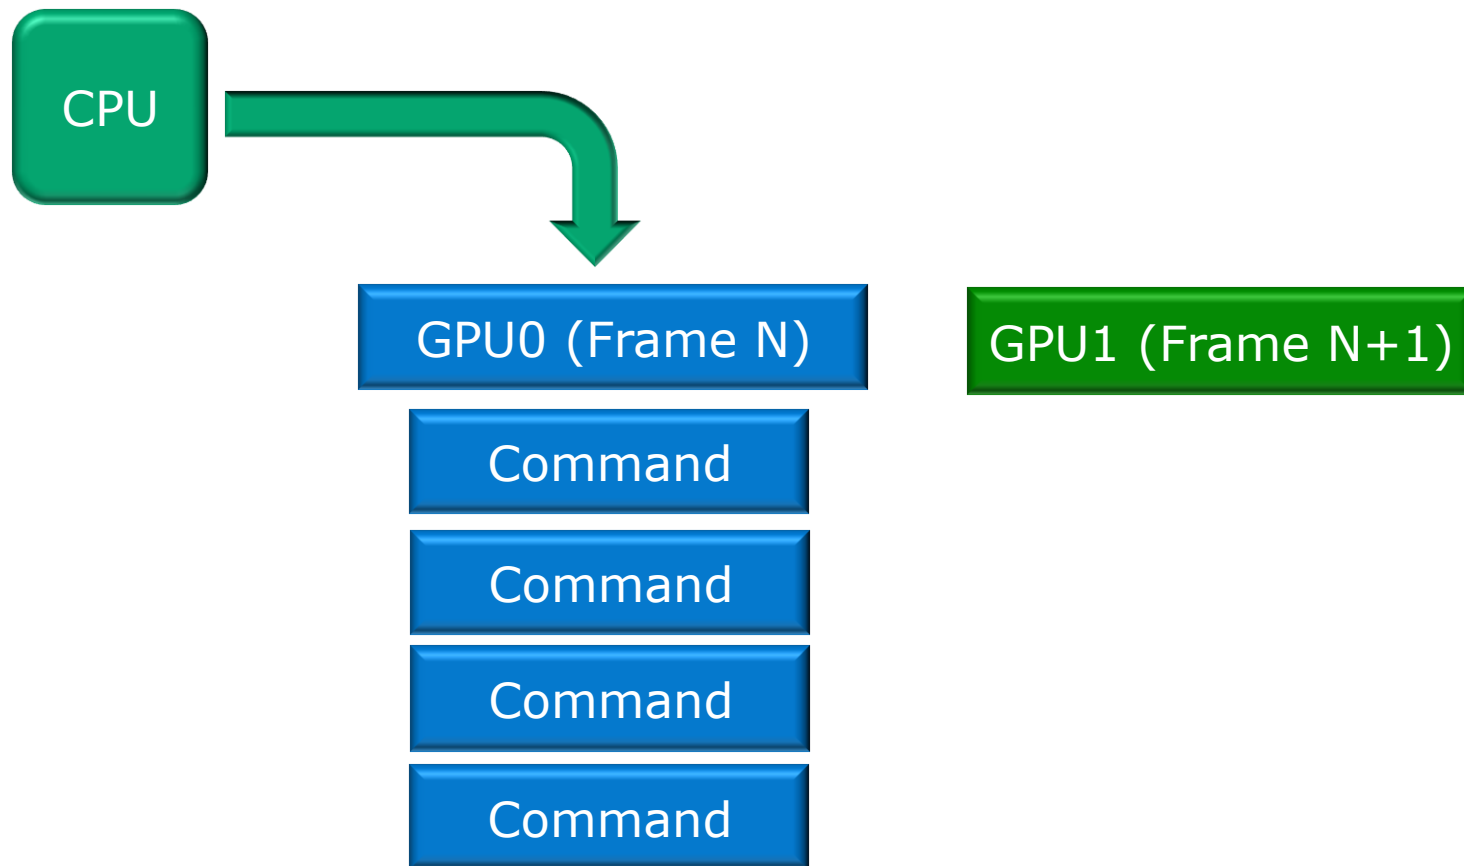 CPU
GPU0 (Frame N)
GPU1 (Frame N+1)
Command
Command
Command
Command